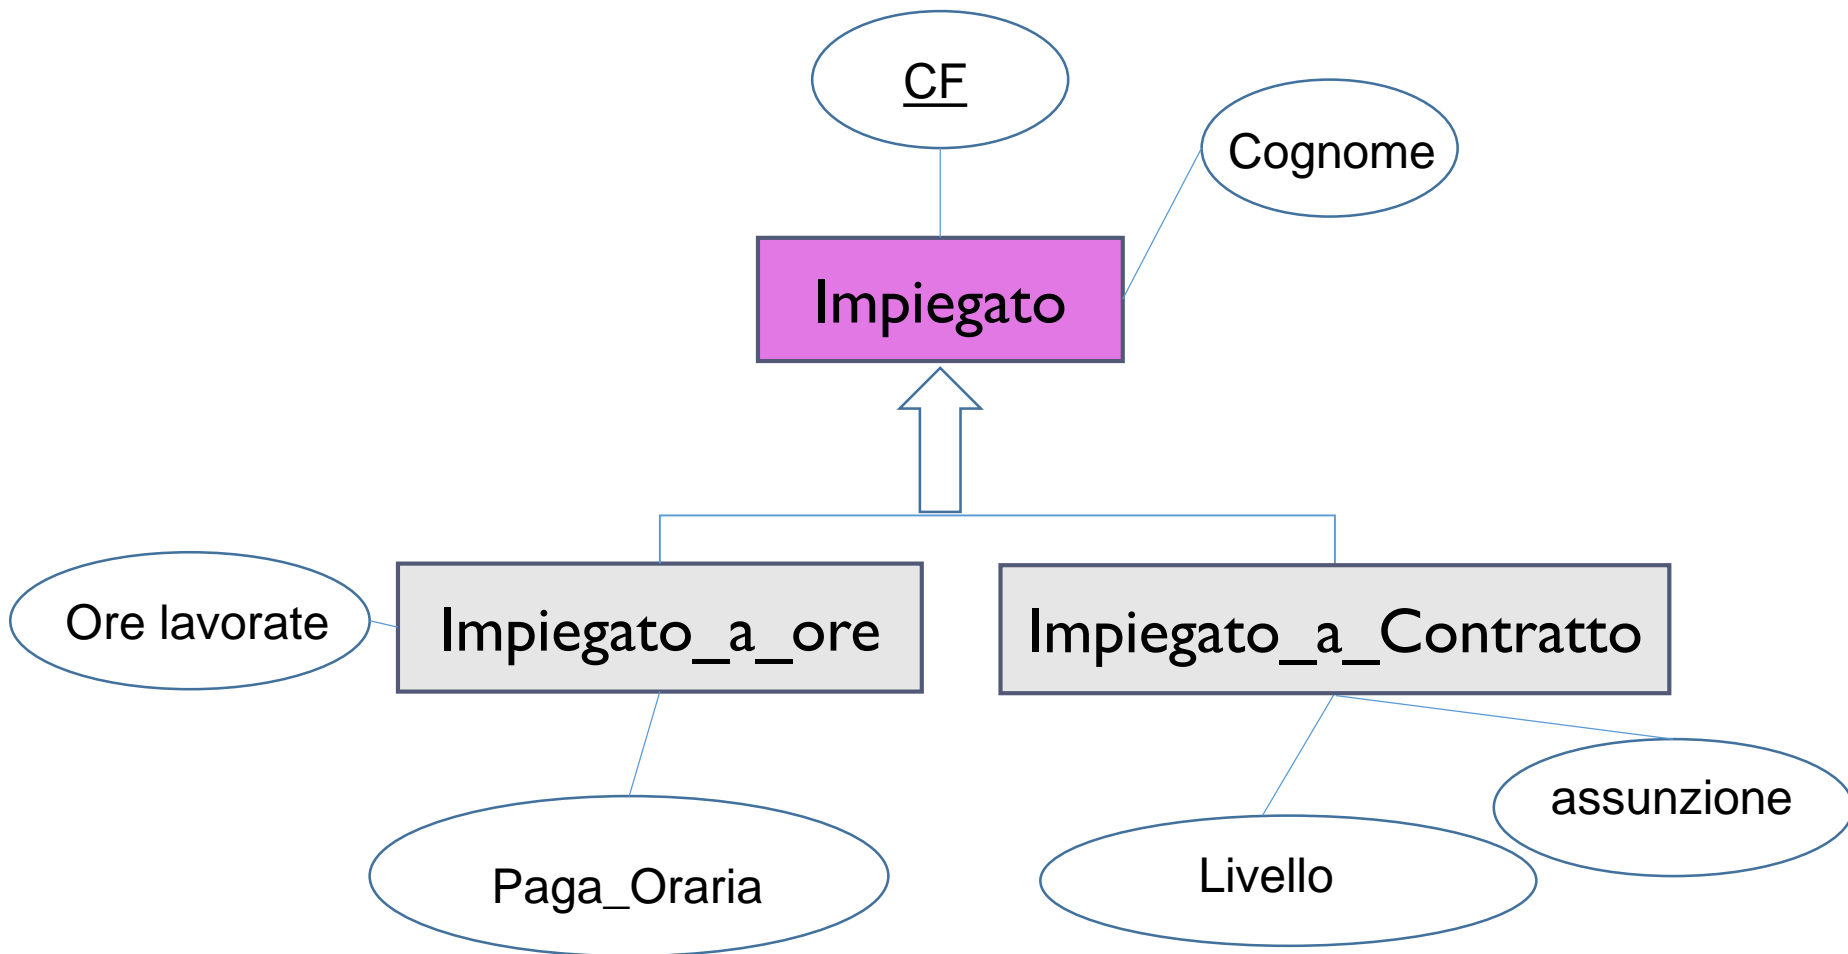 CF
Cognome
Impiegato
Ore lavorate
Impiegato_a_ore
Impiegato_a_Contratto
assunzione
Paga_Oraria
Livello